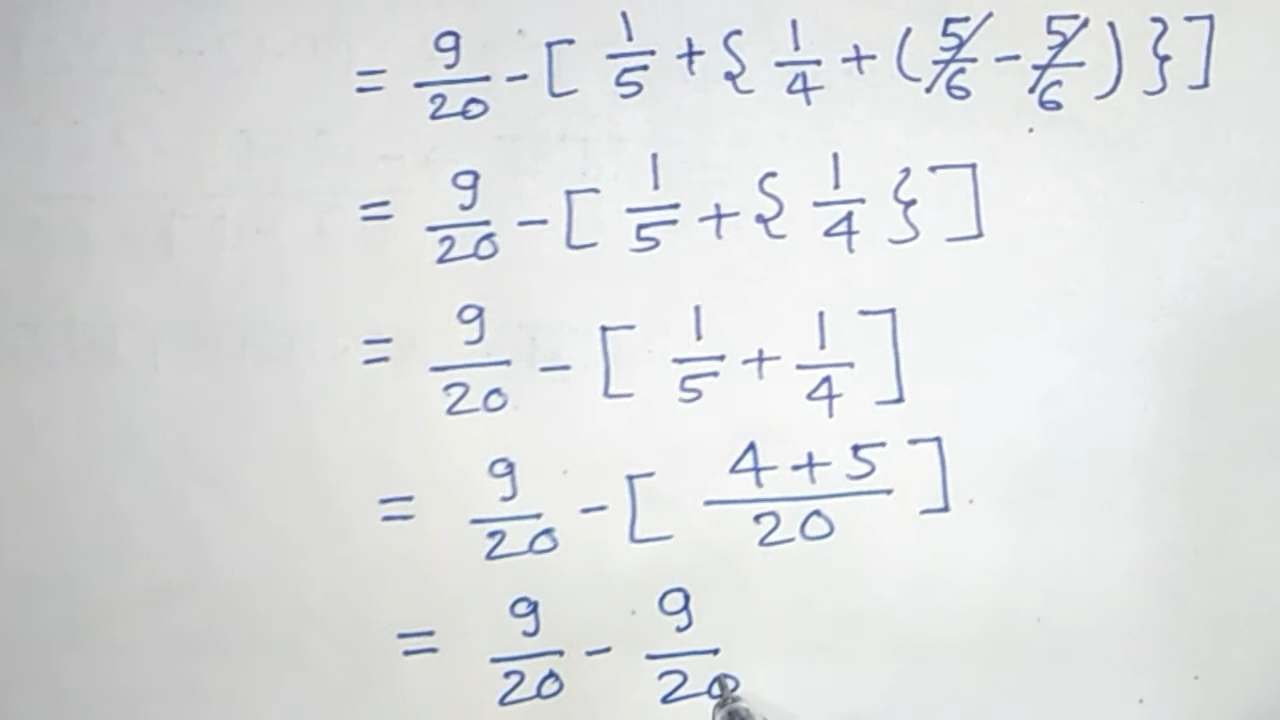 = 9/20 - [ 1/5 + { 1/4 + ( 5/6 - 5/6 ) } ]
= 9/20 - [ 1/5 + { 1/4 } ]
= 9/20 - [ 1/5 + 1/4 ]
= 9/20 - [ 4+5/20 ]
= 9/20 - 9/20